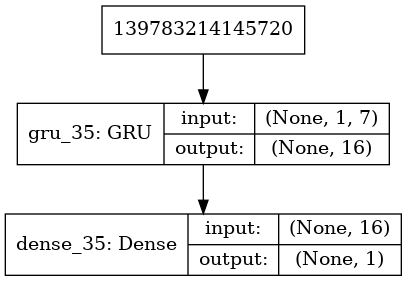 139783214145720
gru_35: GRU
input:
(None, 1, 7)
output:
(None, 16)
dense_35: Dense
input:
(None, 16)
output:
(None, 1)